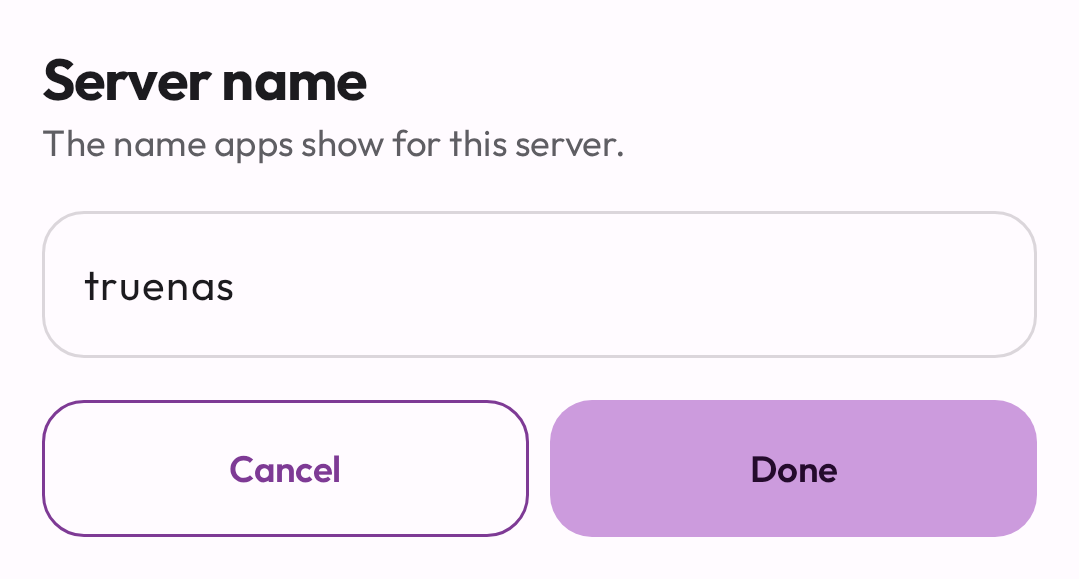 Server name
The name apps show for this server.
truenas
Cancel
Done